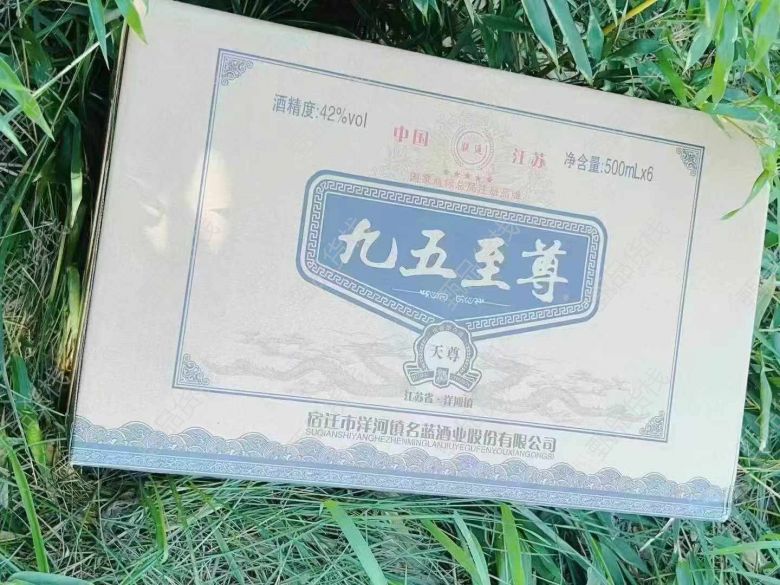 酒精度:42%vol
中国 江苏
净含量:500mLx6
九五至尊
天尊
江苏省·洋河镇
宿迁市洋河镇名蓝酒业股份有限公司
SUQIANSHIYANGHEZHENMINGLANJIUYEGUFENYOUXIANGONGSI